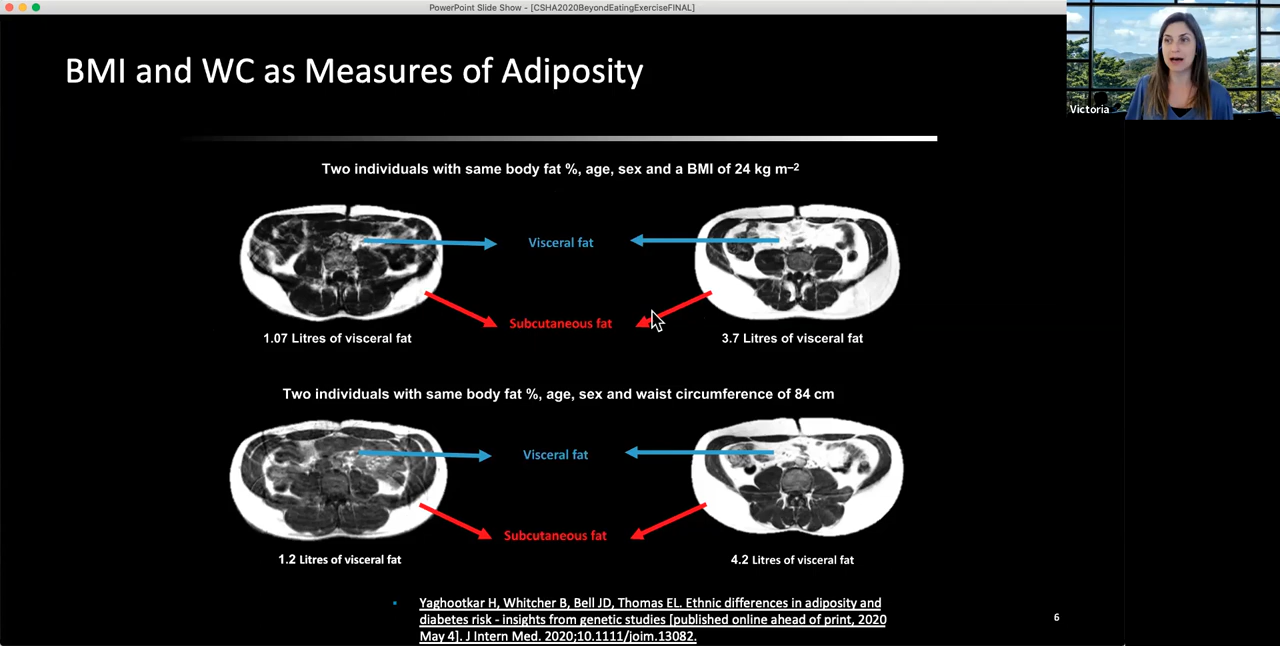 PowerPoint Slide Show - [CSHA2020BeyondEatingExerciseFINAL]
Victoria
BMI and WC as Measures of Adiposity
Two individuals with same body fat %, age, sex and a BMI of 24 kg m⁻²
Visceral fat
Subcutaneous fat
1.07 Litres of visceral fat
3.7 Litres of visceral fat
Two individuals with same body fat %, age, sex and waist circumference of 84 cm
Visceral fat
Subcutaneous fat
1.2 Litres of visceral fat
4.2 Litres of visceral fat
▪ Yaghootkar H, Whitcher B, Bell JD, Thomas EL. Ethnic differences in adiposity and
diabetes risk - insights from genetic studies [published online ahead of print, 2020
May 4]. J Intern Med. 2020;10.1111/joim.13082.
6